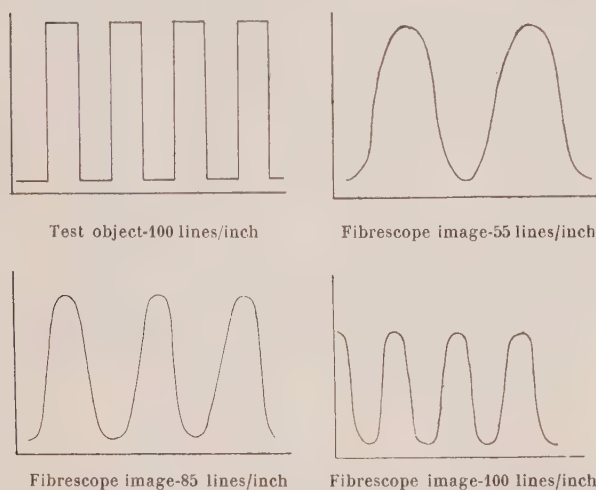 Test object-100 lines/inch
Fibrescope image-55 lines/inch
Fibrescope image-85 lines/inch
Fibrescope image-100 lines/inch